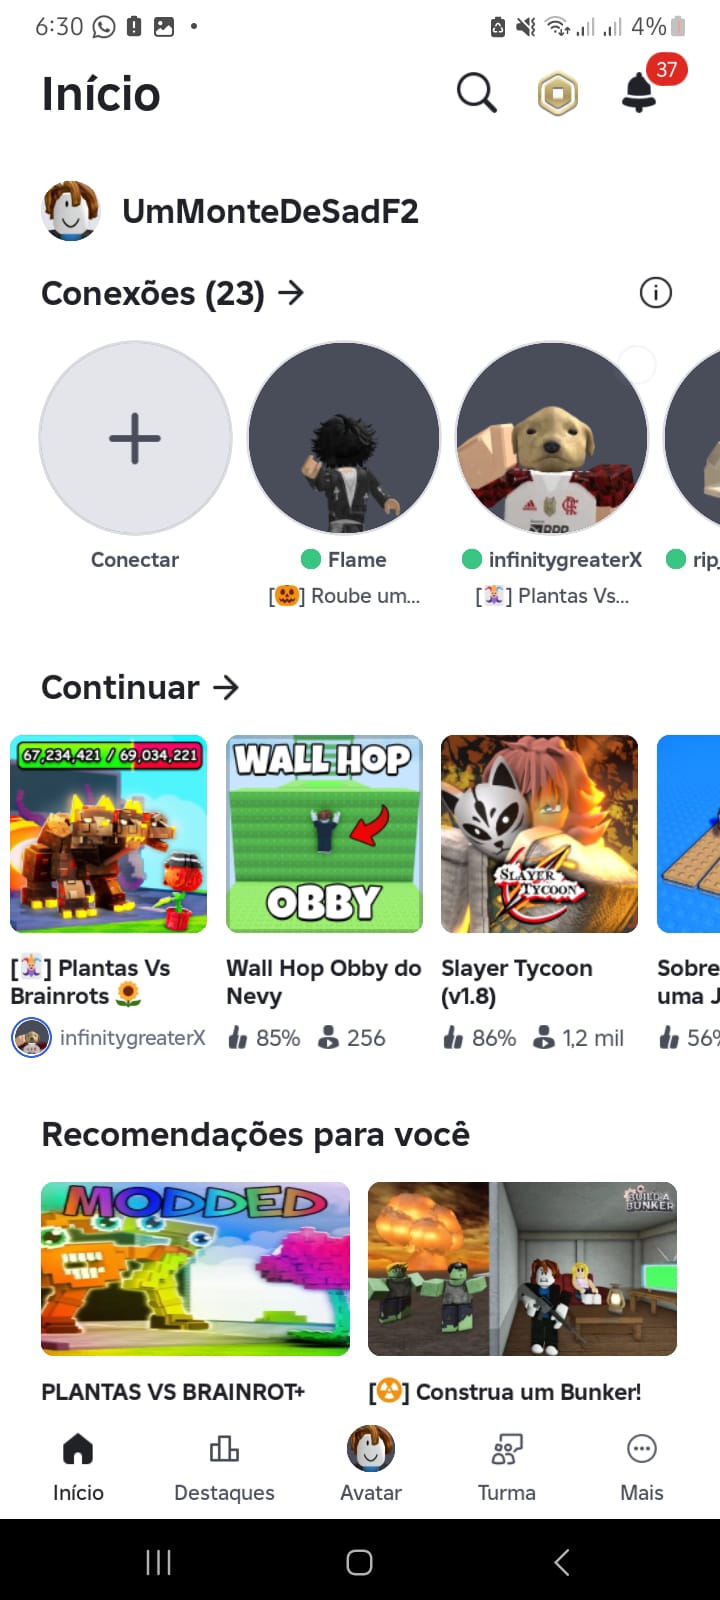 6:30
4%
Início
37
UmMonteDeSadF2
Conexões (23)
Conectar
Flame
infinitygreaterX
rip_
[🎃] Roube um...
[🃏] Plantas Vs...
Continuar
67,234,421 / 69,034,221
WALL HOP
OBBY
SLAYER
TYCOON
[🃏] Plantas Vs
Brainrots 🌻
infinitygreaterX
Wall Hop Obby do
Nevy
85% 256
Slayer Tycoon
(v1.8)
86% 1,2 mil
Sobre
uma J
56%
Recomendações para você
MODDED
BUILD A
BUNKER
PLANTAS VS BRAINROT+
[☢️] Construa um Bunker!
Início
Destaques
Avatar
Turma
Mais